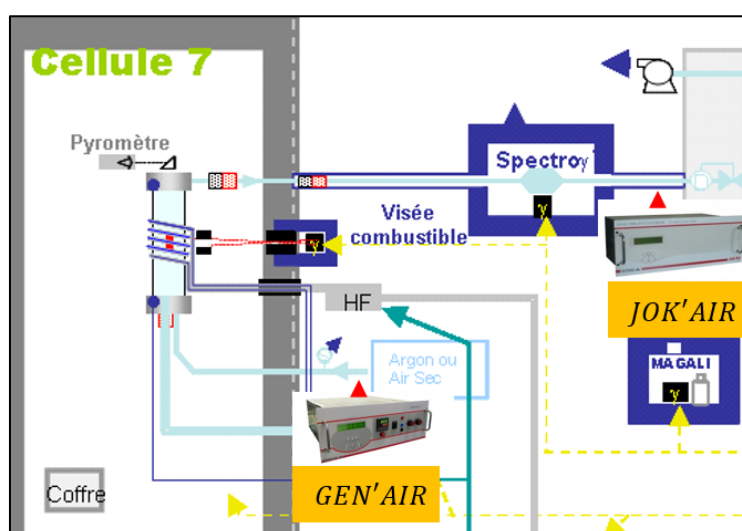 Cellule 7
Pyromètre
Spectroγ
Visée
combustible
γ
γ
HF
JOK'AIR
Argon ou
Air Sec
MAGALI
γ
GEN'AIR
Coffre